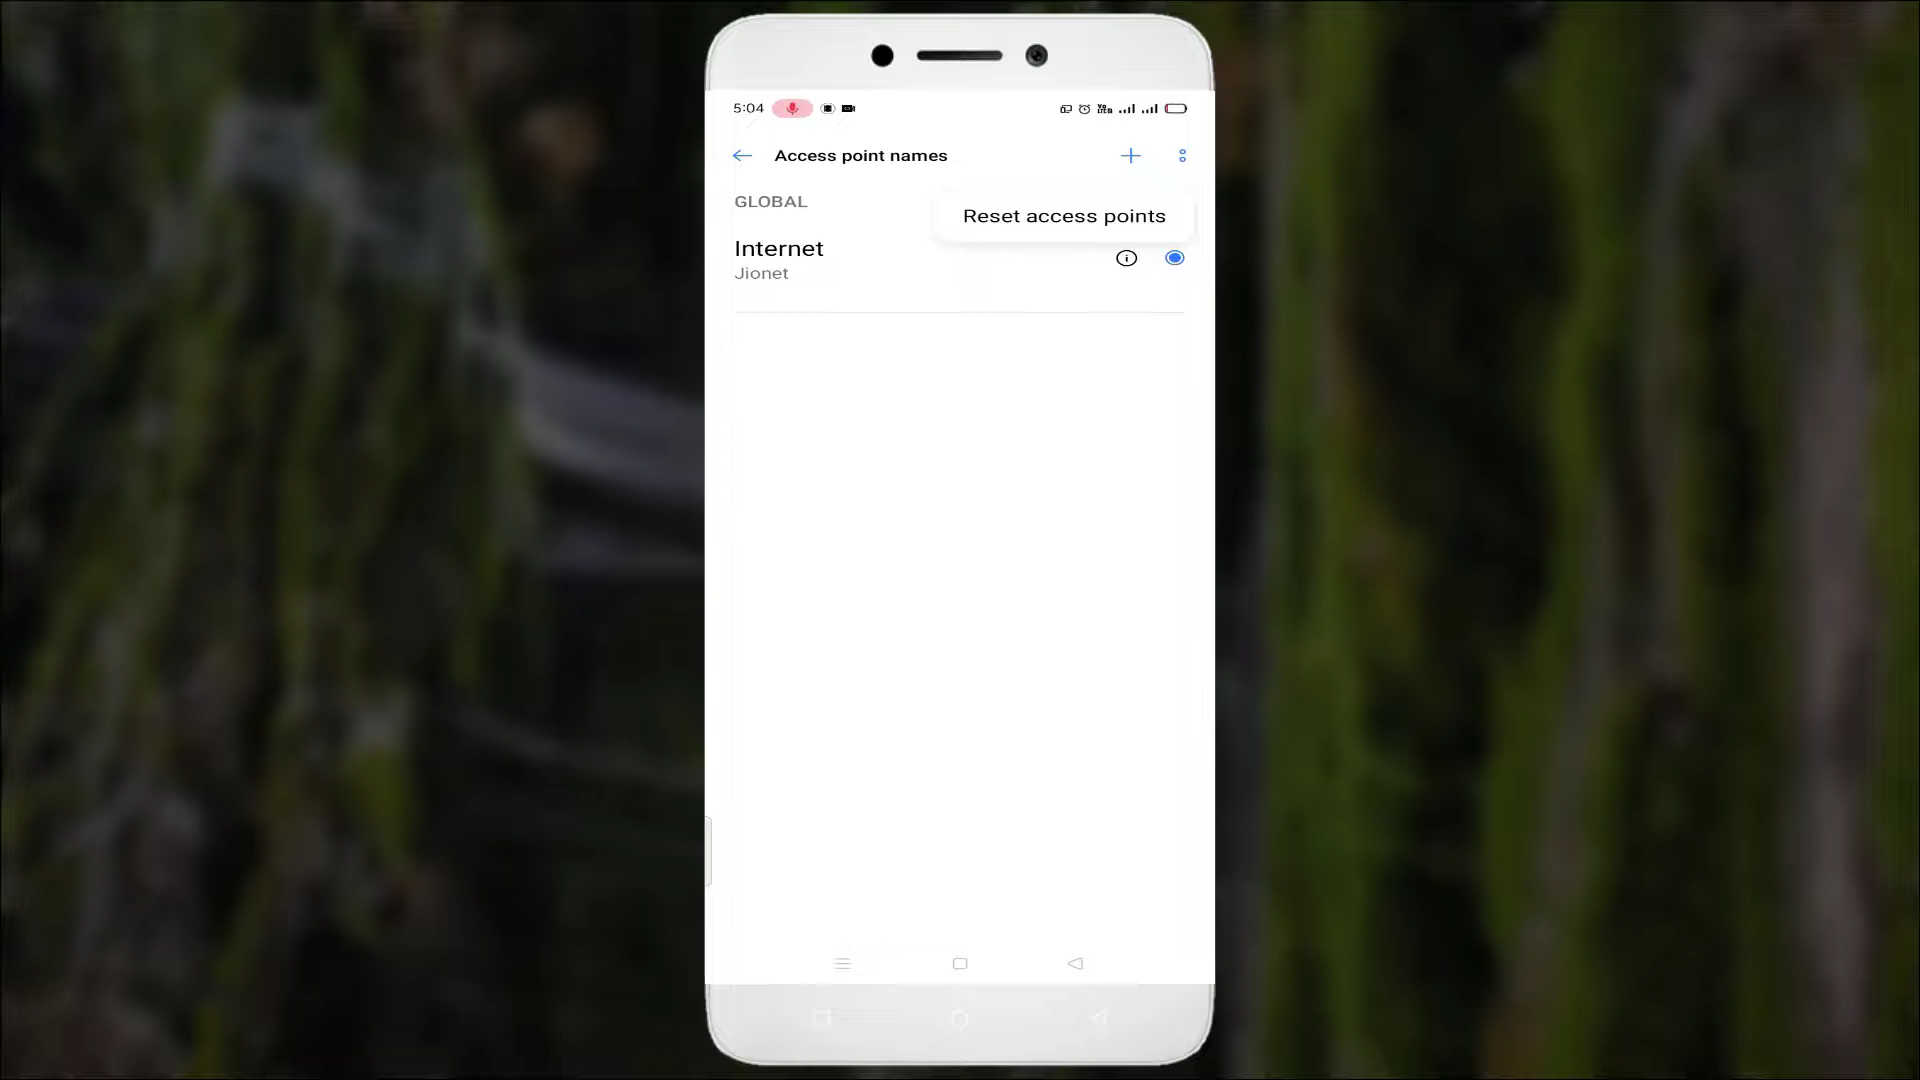 5:04
Access point names
GLOBAL
Reset access points
Internet
Jionet